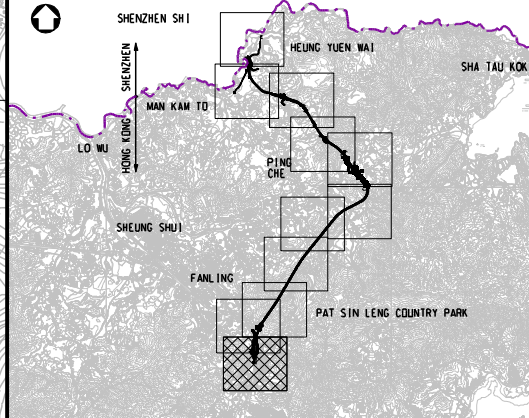 SHENZHEN SHI
HEUNG YUEN WAI
SHA TAU KOK
SHENZHEN
HONG KONG
MAN KAM TO
LO WU
PING
CHE
SHEUNG SHUI
FANLING
PAT SIN LENG COUNTRY PARK